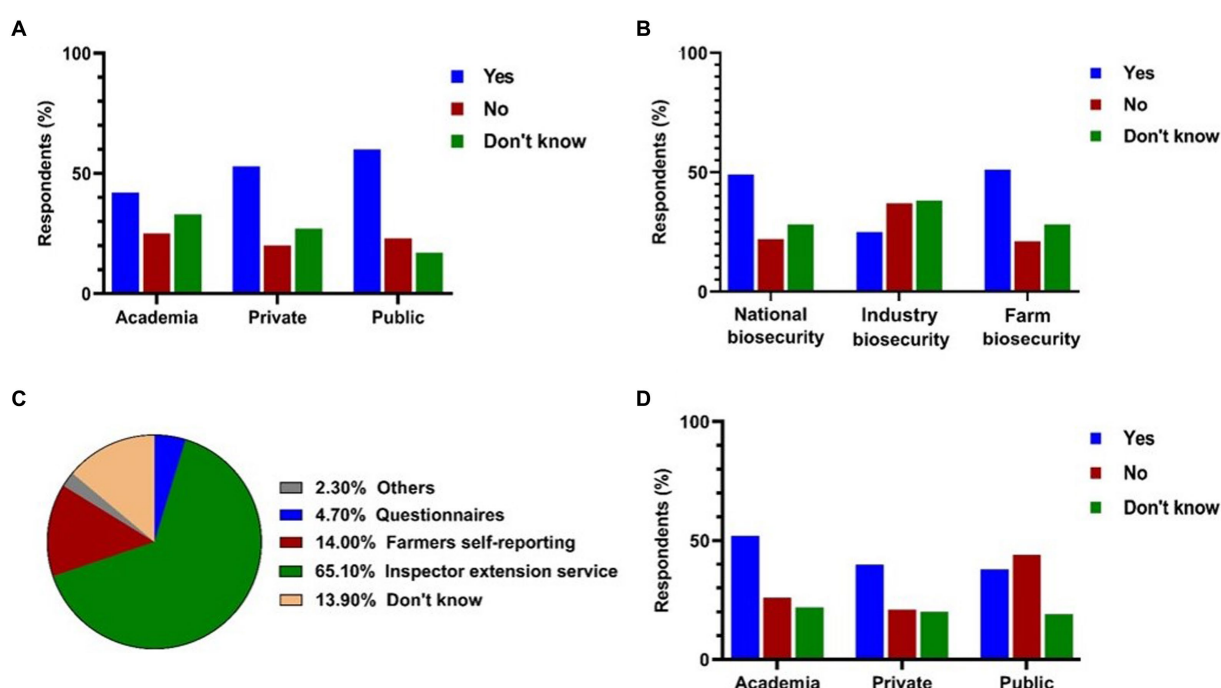 A
100
50
0
Respondents (%)
Academia
Private
Public
Yes
No
Don't know
B
100
50
0
Respondents (%)
National biosecurity
Industry biosecurity
Farm biosecurity
Yes
No
Don't know
C
2.30% Others
4.70% Questionnaires
14.00% Farmers self-reporting
65.10% Inspector extension service
13.90% Don't know
D
100
50
0
Respondents (%)
Academia
Private
Public
Yes
No
Don't know